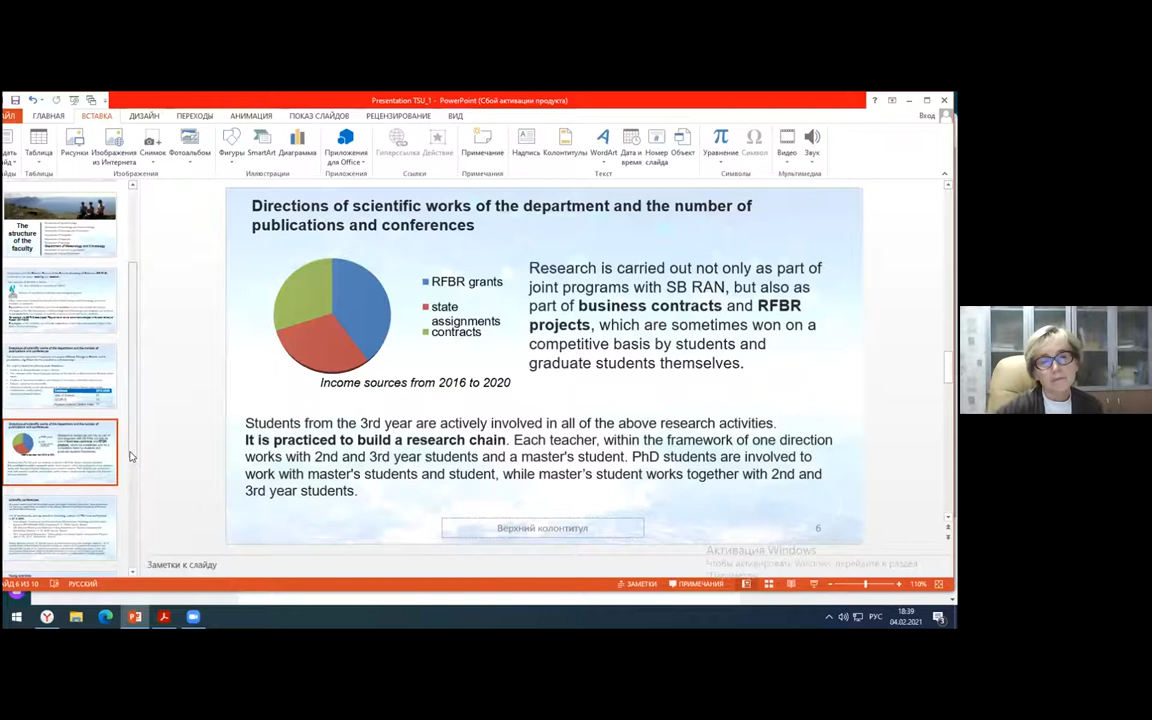 Presentation TSU_1 - PowerPoint (Сбой активации продукта)
ГЛАВНАЯ ВСТАВКА ДИЗАЙН ПЕРЕХОДЫ АНИМАЦИЯ ПОКАЗ СЛАЙДОВ РЕЦЕНЗИРОВАНИЕ ВИД Вход
Таблица Рисунки Изображения из Интернета Снимок Фотоальбом Фигуры SmartArt Диаграмма Приложения для Office Гиперссылка Действие Примечание Надпись Колонтитулы WordArt Дата и время Номер слайда Объект Уравнение Символ Видео Звук
Таблицы Изображения Иллюстрации Приложения Ссылки Примечания Текст Символы Мультимедиа
The
structure
of the
faculty
Directions of scientific works of the department and the number of
publications and conferences
RFBR grants
state
assignments
contracts
Income sources from 2016 to 2020
Research is carried out not only as part of
joint programs with SB RAN, but also as
part of business contracts and RFBR
projects, which are sometimes won on a
competitive basis by students and
graduate students themselves.
Students from the 3rd year are actively involved in all of the above research activities.
It is practiced to build a research chain. Each teacher, within the framework of one direction
works with 2nd and 3rd year students and a master's student. PhD students are involved to
work with master's students and student, while master's student works together with 2nd and
3rd year students.
Верхний колонтитул
6
Активация Windows
Чтобы активировать Windows, перейдите в раздел
Заметки к слайду
АЙД 6 ИЗ 10 РУССКИЙ ЗАМЕТКИ ПРИМЕЧАНИЯ 110%
РУС
18:39
04.02.2021